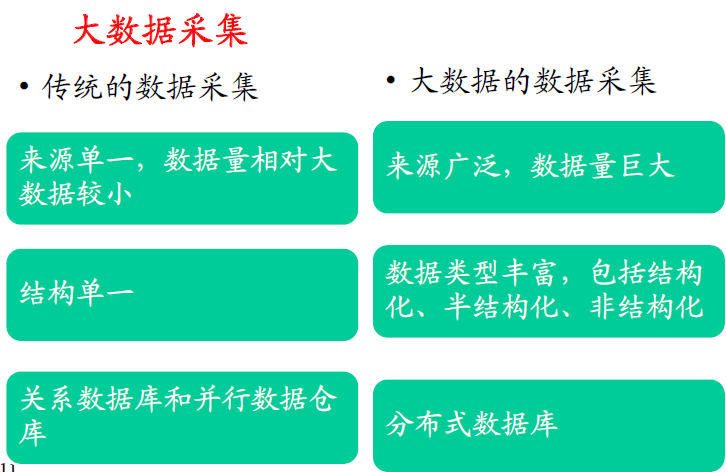 大数据采集
• 传统的数据采集
来源单一，数据量相对大
数据较小
结构单一
关系数据库和并行数据仓
库
• 大数据的数据采集
来源广泛，数据量巨大
数据类型丰富，包括结构
化、半结构化、非结构化
分布式数据库